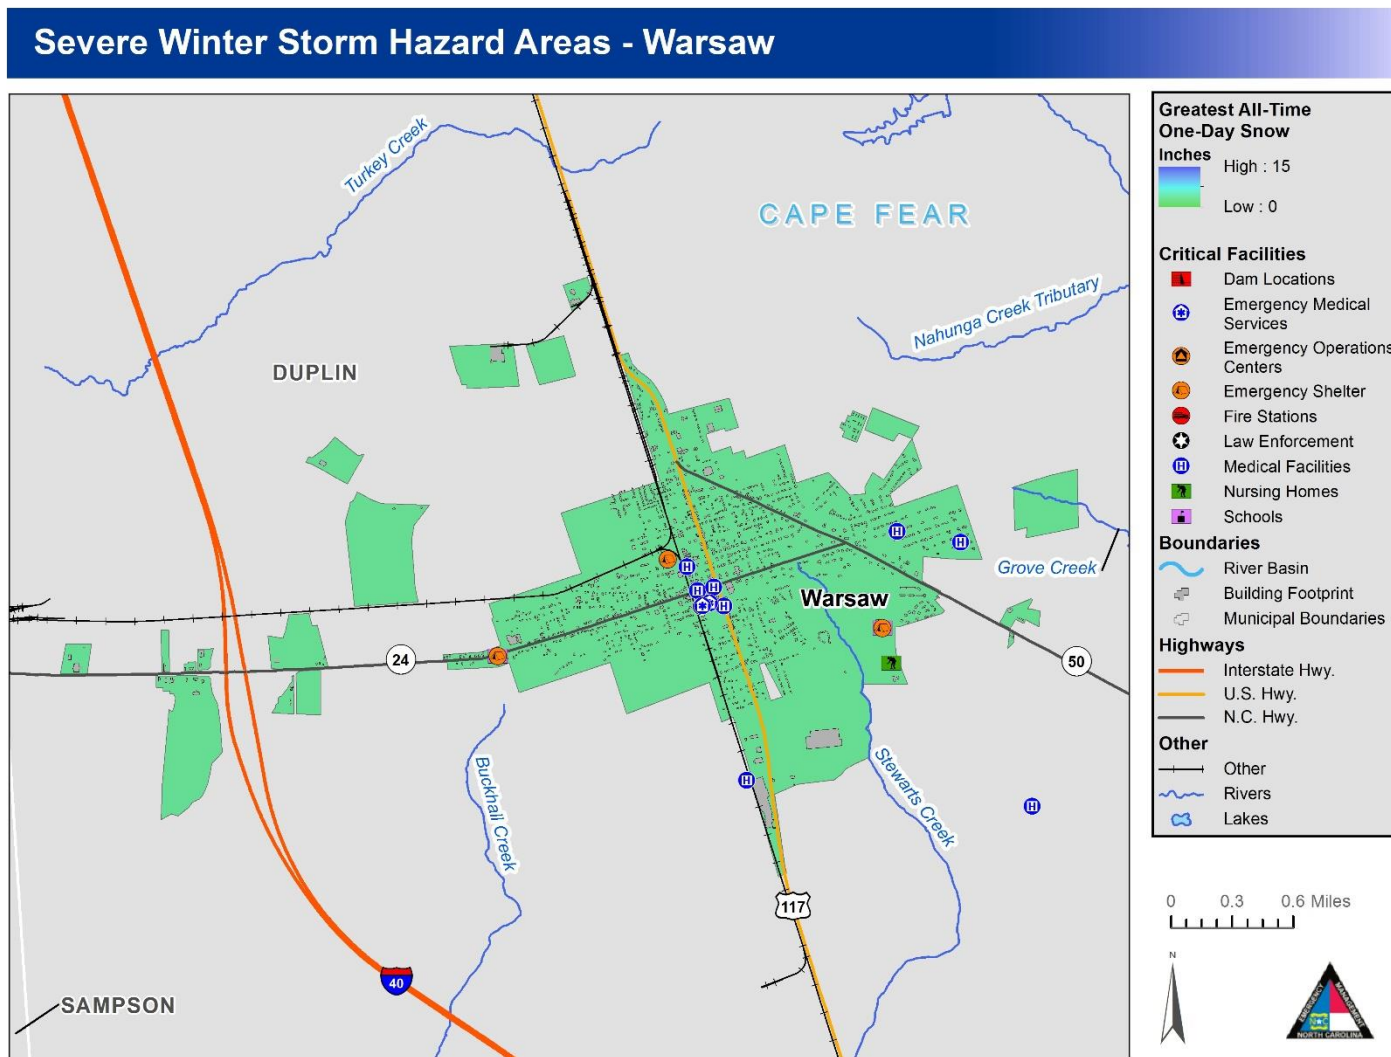 Severe Winter Storm Hazard Areas - Warsaw
Turkey Creek
CAPE FEAR
Nahunga Creek Tributary
DUPLIN
Grove Creek
Warsaw
24
50
Buckhall Creek
Stewarts Creek
117
40
SAMPSON
Greatest All-Time
One-Day Snow
Inches
High : 15
Low : 0
Critical Facilities
Dam Locations
Emergency Medical
Services
Emergency Operations
Centers
Emergency Shelter
Fire Stations
Law Enforcement
Medical Facilities
Nursing Homes
Schools
Boundaries
River Basin
Building Footprint
Municipal Boundaries
Highways
Interstate Hwy.
U.S. Hwy.
N.C. Hwy.
Other
Other
Rivers
Lakes
0 0.3 0.6 Miles
N
EMERGENCY
MANAGEMENT
N C
NORTH CAROLINA
H
H
H
H
H
H
H
H
H